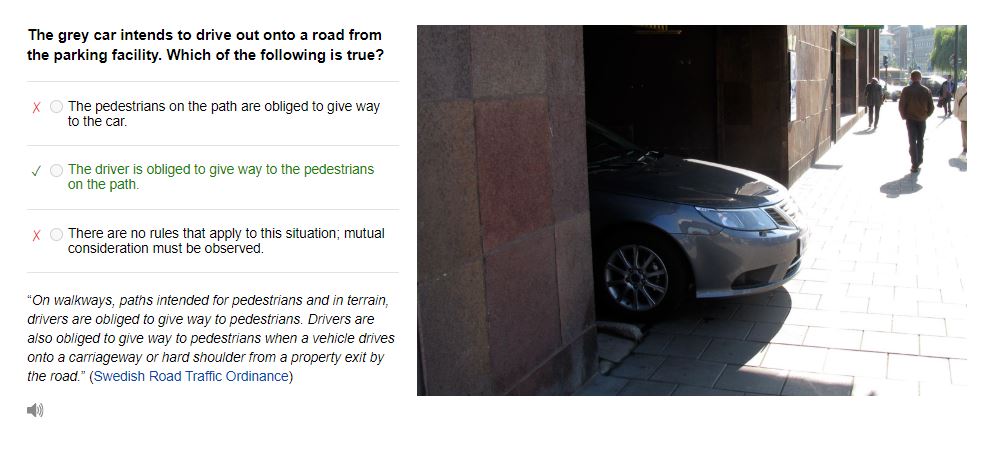 The grey car intends to drive out onto a road from
the parking facility. Which of the following is true?
The pedestrians on the path are obliged to give way
to the car.
The driver is obliged to give way to the pedestrians
on the path.
There are no rules that apply to this situation; mutual
consideration must be observed.
“On walkways, paths intended for pedestrians and in terrain,
drivers are obliged to give way to pedestrians. Drivers are
also obliged to give way to pedestrians when a vehicle drives
onto a carriageway or hard shoulder from a property exit by
the road.” (Swedish Road Traffic Ordinance)